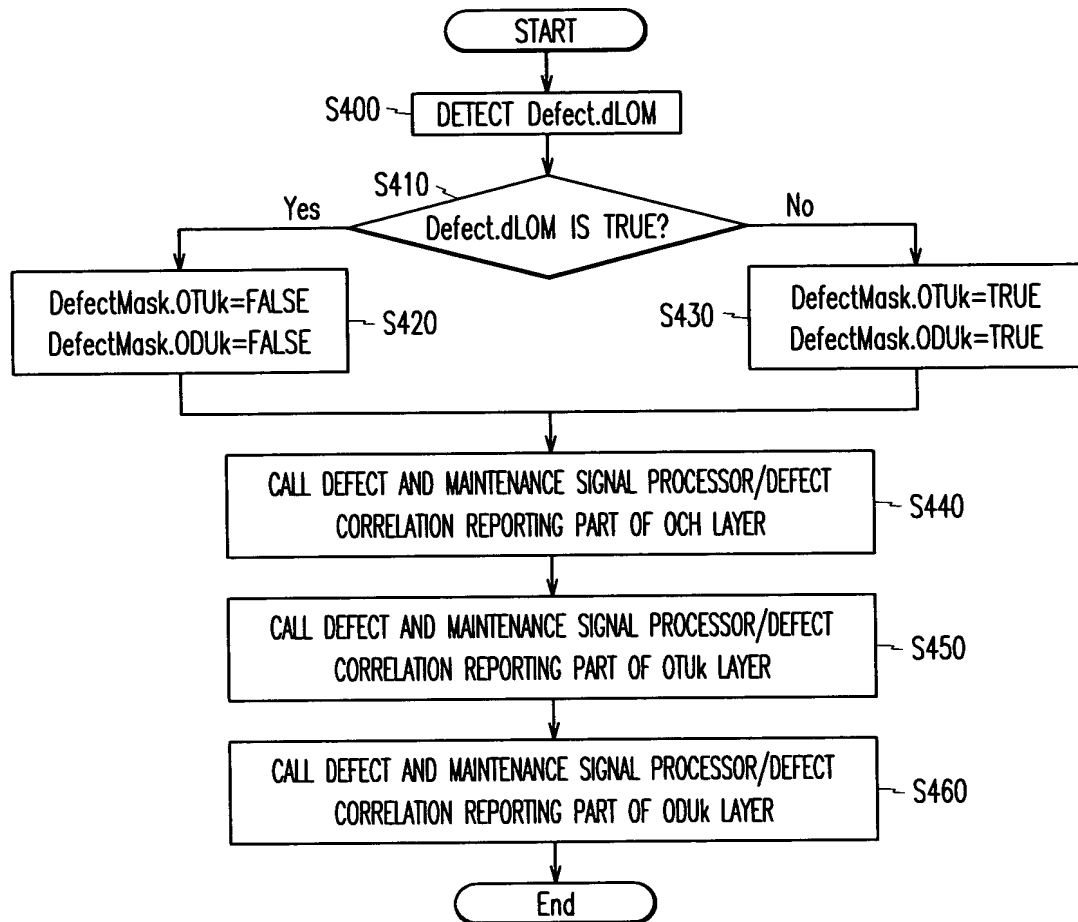 START
S400
DETECT Defect.dLOM
S410
Yes
Defect.dLOM IS TRUE?
No
DefectMask.OTUk=FALSE
DefectMask.ODUk=FALSE
S420
S430
DefectMask.OTUk=TRUE
DefectMask.ODUk=TRUE
CALL DEFECT AND MAINTENANCE SIGNAL PROCESSOR/DEFECT
CORRELATION REPORTING PART OF OCH LAYER
S440
CALL DEFECT AND MAINTENANCE SIGNAL PROCESSOR/DEFECT
CORRELATION REPORTING PART OF OTUk LAYER
S450
CALL DEFECT AND MAINTENANCE SIGNAL PROCESSOR/DEFECT
CORRELATION REPORTING PART OF ODUk LAYER
S460
End